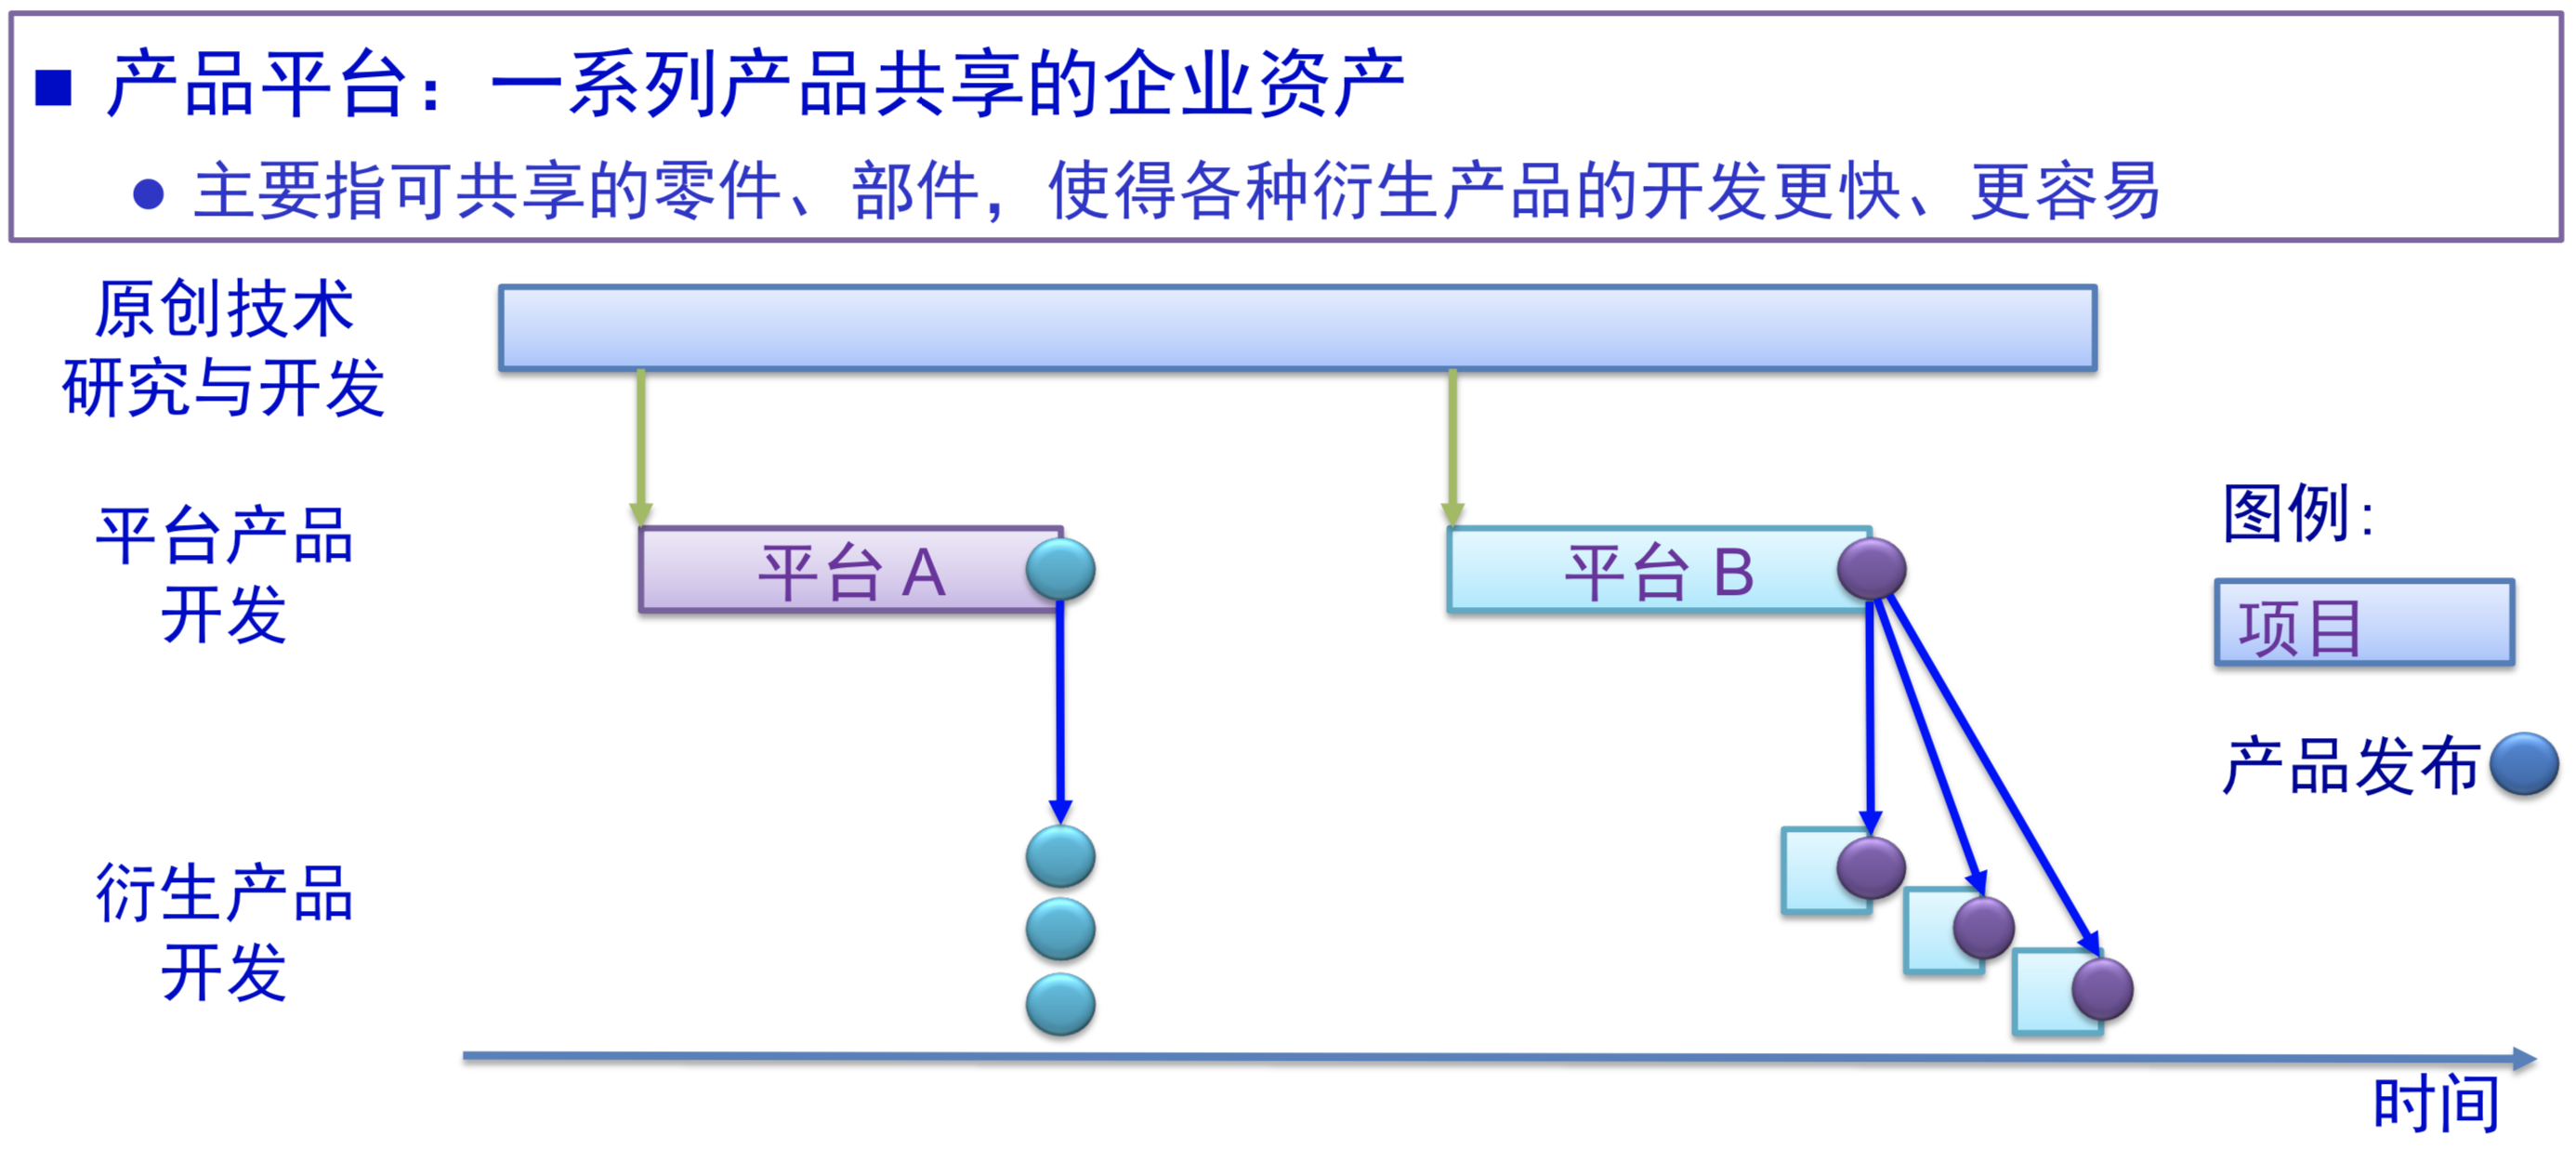 产品平台：一系列产品共享的企业资产
主要指可共享的零件、部件，使得各种衍生产品的开发更快、更容易
原创技术
研究与开发
平台产品
开发
平台 A
平台 B
图例：
项目
产品发布
衍生产品
开发
时间